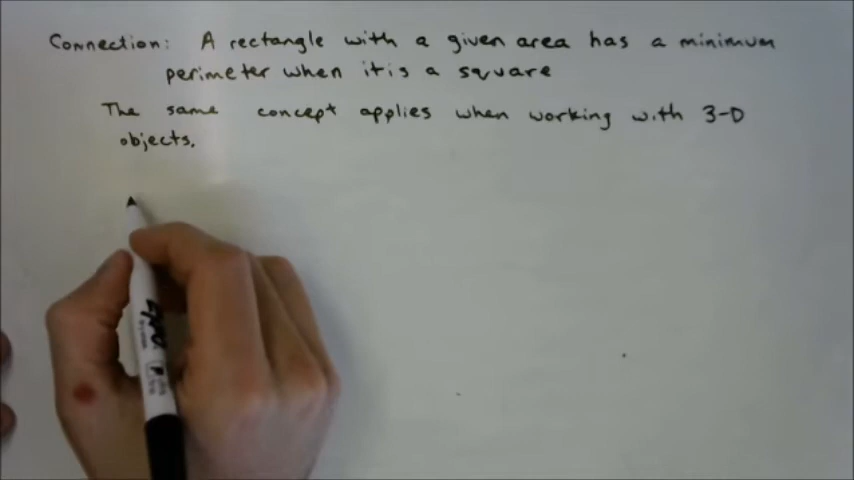 Connection: A rectangle with a given area has a minimum
perimeter when it is a square
The same concept applies when working with 3-D
objects.
EXPO